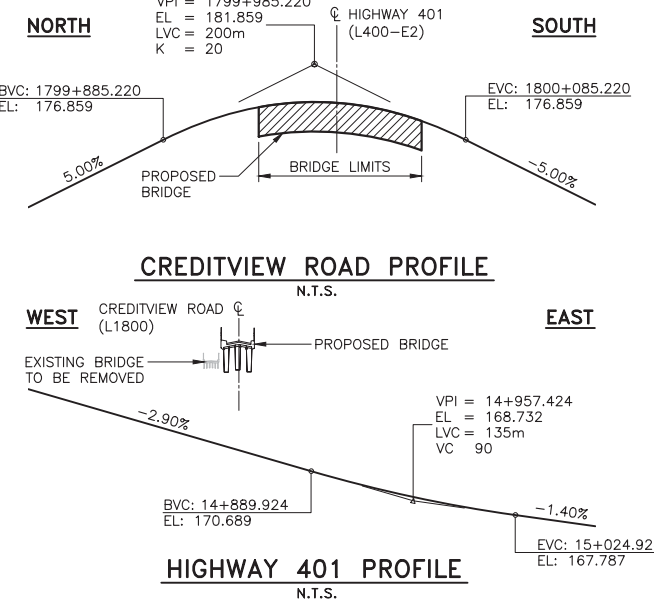 VPI = 1799+985.220
EL = 181.859
LVC = 200m
K = 20
℄ HIGHWAY 401
(L400-E2)
NORTH
SOUTH
BVC: 1799+885.220
EL: 176.859
EVC: 1800+085.220
EL: 176.859
5.00%
PROPOSED
BRIDGE
BRIDGE LIMITS
-5.00%
CREDITVIEW ROAD PROFILE
N.T.S.
WEST
CREDITVIEW ROAD ℄
(L1800)
EAST
PROPOSED BRIDGE
EXISTING BRIDGE
TO BE REMOVED
-2.90%
VPI = 14+957.424
EL = 168.732
LVC = 135m
VC 90
BVC: 14+889.924
EL: 170.689
-1.40%
EVC: 15+024.92
EL: 167.787
HIGHWAY 401 PROFILE
N.T.S.